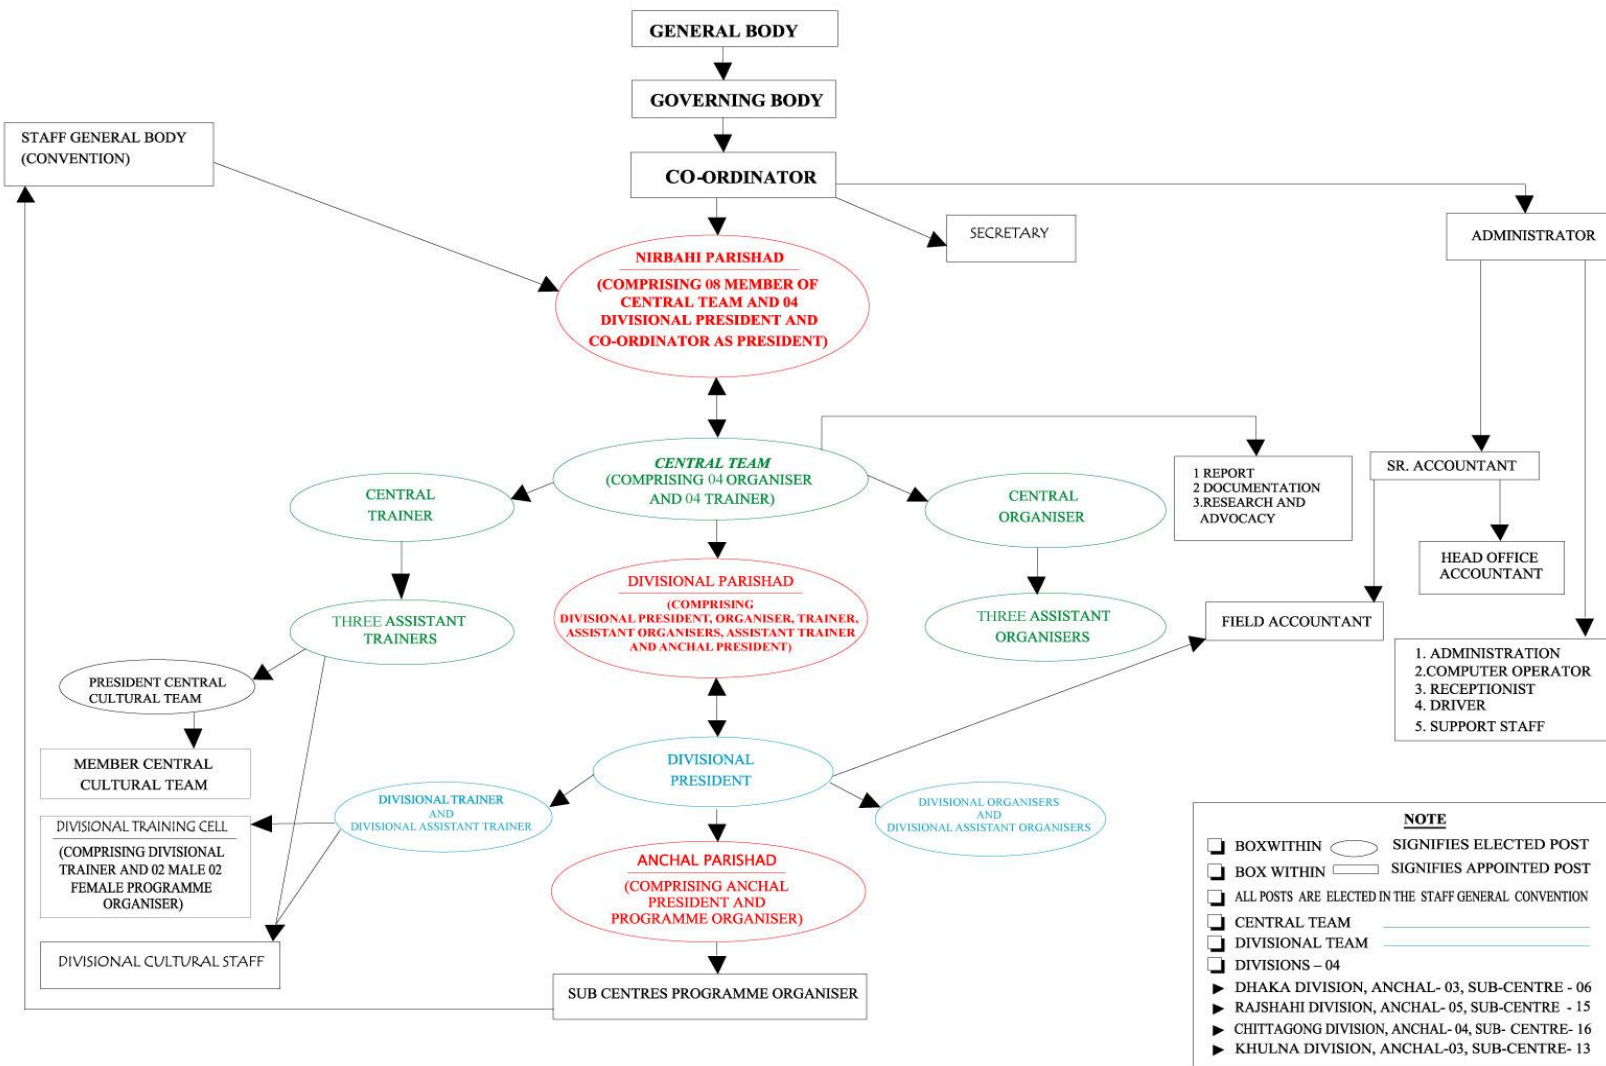 GENERAL BODY
GOVERNING BODY
STAFF GENERAL BODY
(CONVENTION)
CO-ORDINATOR
SECRETARY
ADMINISTRATOR
NIRBAHI PARISHAD
(COMPRISING 08 MEMBER OF
CENTRAL TEAM AND 04
DIVISIONAL PRESIDENT AND
CO-ORDINATOR AS PRESIDENT)
CENTRAL TEAM
(COMPRISING 04 ORGANISER
AND 04 TRAINER)
CENTRAL
TRAINER
CENTRAL
ORGANISER
1 REPORT
2 DOCUMENTATION
3.RESEARCH AND
ADVOCACY
SR. ACCOUNTANT
HEAD OFFICE
ACCOUNTANT
THREE ASSISTANT
TRAINERS
DIVISIONAL PARISHAD
(COMPRISING
DIVISIONAL PRESIDENT, ORGANISER, TRAINER,
ASSISTANT ORGANISERS, ASSISTANT TRAINER
AND ANCHAL PRESIDENT)
THREE ASSISTANT
ORGANISERS
FIELD ACCOUNTANT
1. ADMINISTRATION
2.COMPUTER OPERATOR
3. RECEPTIONIST
4. DRIVER
5. SUPPORT STAFF
PRESIDENT CENTRAL
CULTURAL TEAM
MEMBER CENTRAL
CULTURAL TEAM
DIVISIONAL
PRESIDENT
DIVISIONAL TRAINER
AND
DIVISIONAL ASSISTANT TRAINER
DIVISIONAL ORGANISERS
AND
DIVISIONAL ASSISTANT ORGANISERS
DIVISIONAL TRAINING CELL
(COMPRISING DIVISIONAL
TRAINER AND 02 MALE 02
FEMALE PROGRAMME
ORGANISER)
ANCHAL PARISHAD
(COMPRISING ANCHAL
PRESIDENT AND
PROGRAMME ORGANISER)
DIVISIONAL CULTURAL STAFF
SUB CENTRES PROGRAMME ORGANISER
NOTE
BOXWITHIN SIGNIFIES ELECTED POST
BOX WITHIN SIGNIFIES APPOINTED POST
ALL POSTS ARE ELECTED IN THE STAFF GENERAL CONVENTION
CENTRAL TEAM
DIVISIONAL TEAM
DIVISIONS – 04
DHAKA DIVISION, ANCHAL- 03, SUB-CENTRE - 06
RAJSHAHI DIVISION, ANCHAL- 05, SUB-CENTRE - 15
CHITTAGONG DIVISION, ANCHAL- 04, SUB- CENTRE- 16
KHULNA DIVISION, ANCHAL-03, SUB-CENTRE- 13